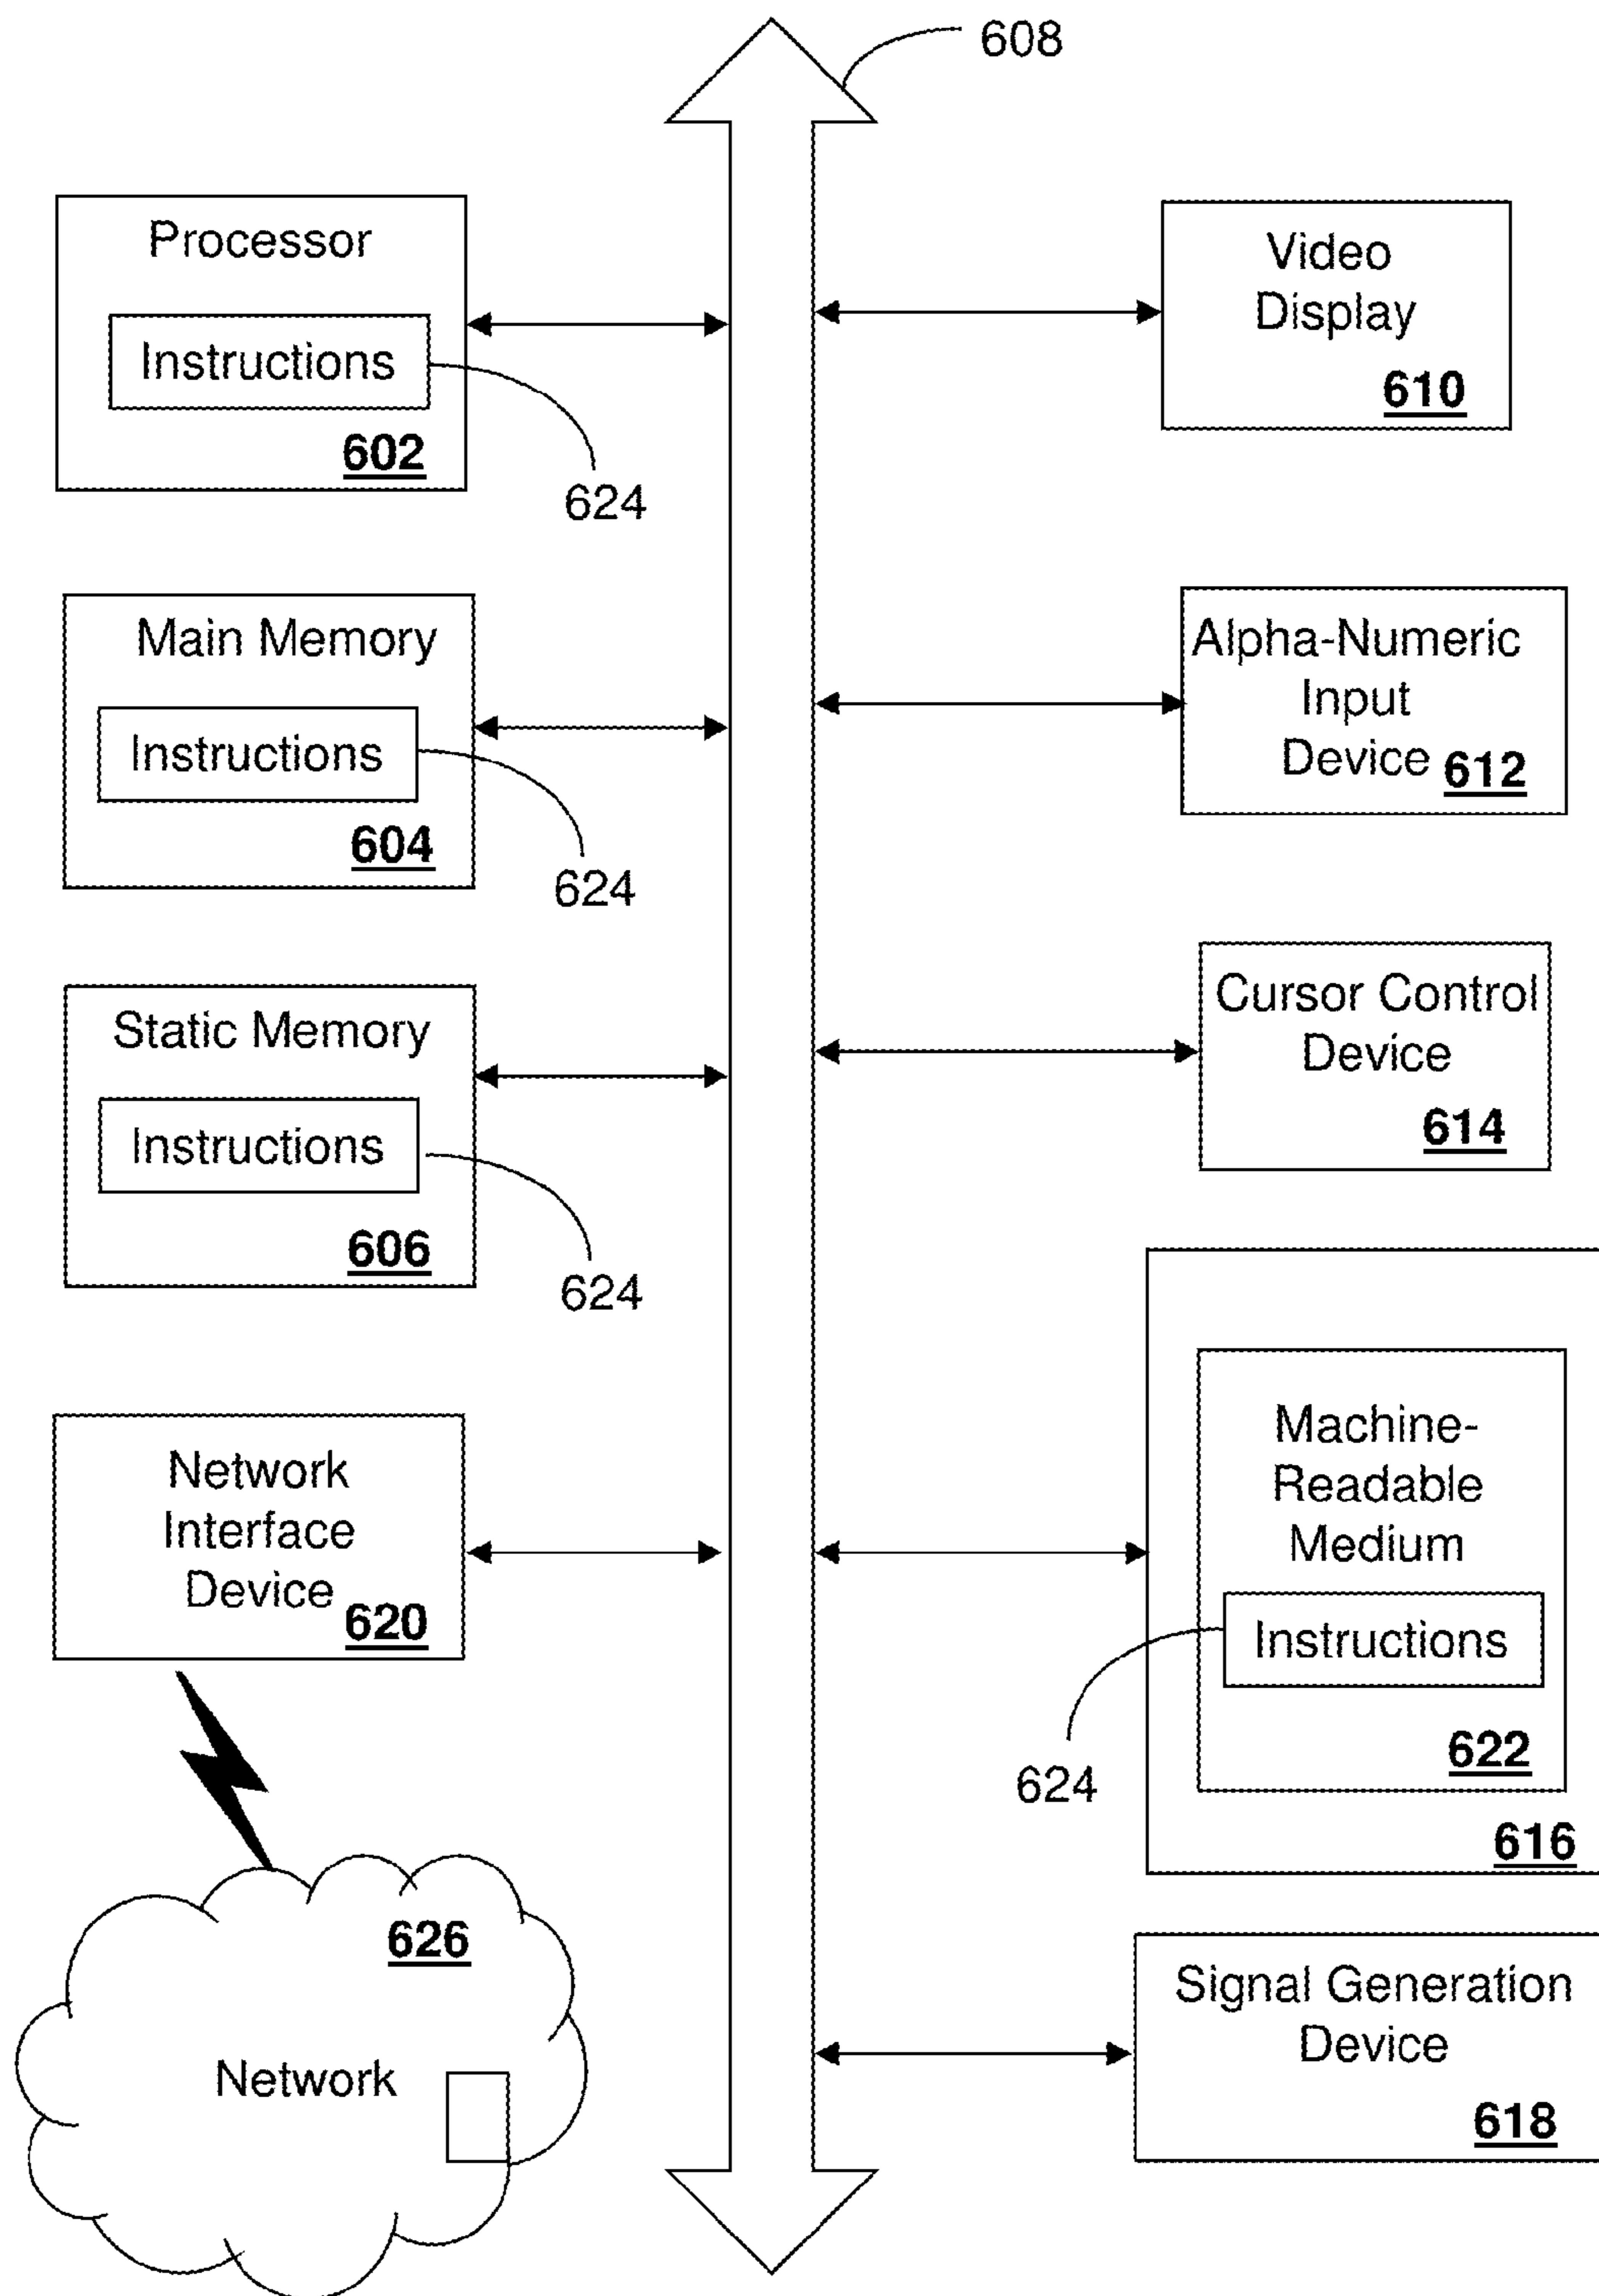 608
Processor
Instructions
602
624
Main Memory
Instructions
604
624
Static Memory
Instructions
606
624
Network
Interface
Device
620
626
Network
Video
Display
610
Alpha-Numeric
Input
Device
612
Cursor Control
Device
614
Machine-
Readable
Medium
Instructions
624
622
616
Signal Generation
Device
618